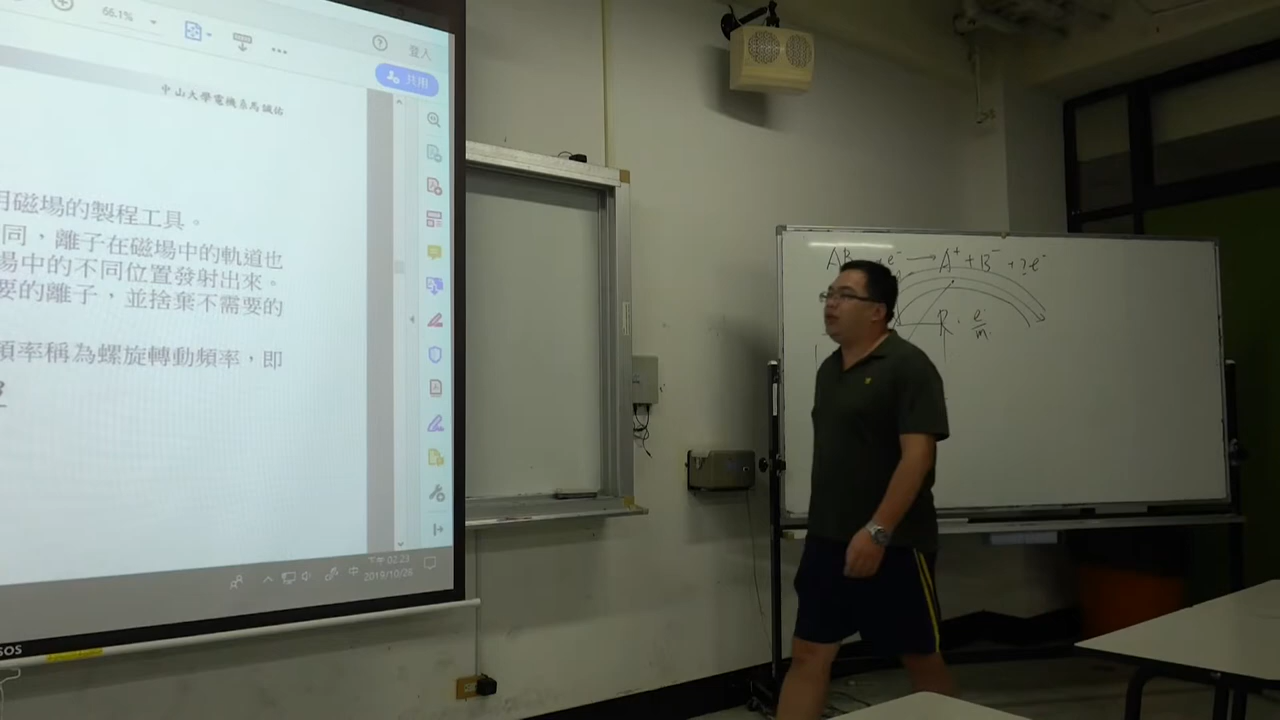 66.1%
登入
共用
中山大學電機系馬誠佑
用磁場的製程工具。
同，離子在磁場中的軌道也
場中的不同位置發射出來。
要的離子，並捨棄不需要的
頻率稱為螺旋轉動頻率，即
下午 02:23
中
2019/10/26
AB + e⁻ → A⁺ + B⁻ + 2e⁻
R · e/m